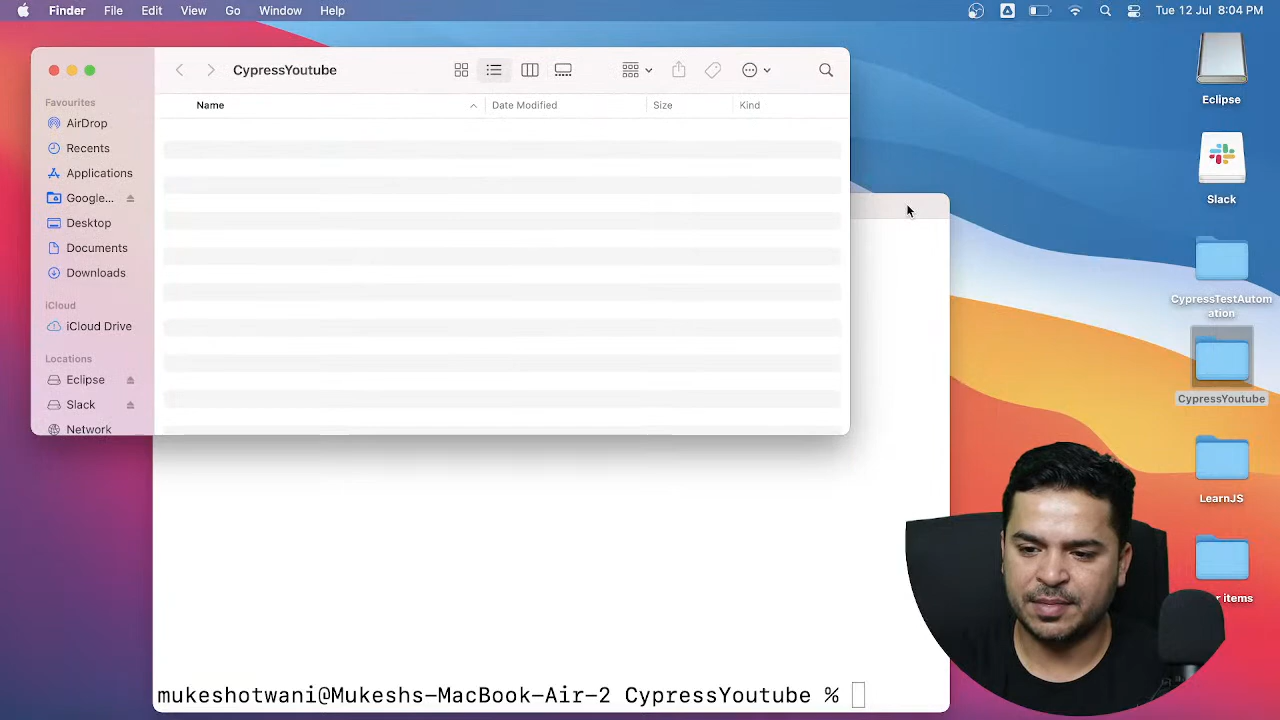 Finder File Edit View Go Window Help Tue 12 Jul 8:04 PM
CypressYoutube
Favourites
AirDrop
Recents
Applications
Google...
Desktop
Documents
Downloads
iCloud
iCloud Drive
Locations
Eclipse
Slack
Network
Name Date Modified Size Kind
Eclipse
Slack
CypressTestAutom
ation
CypressYoutube
LearnJS
items
mukeshotwani@Mukeshs-MacBook-Air-2 CypressYoutube %